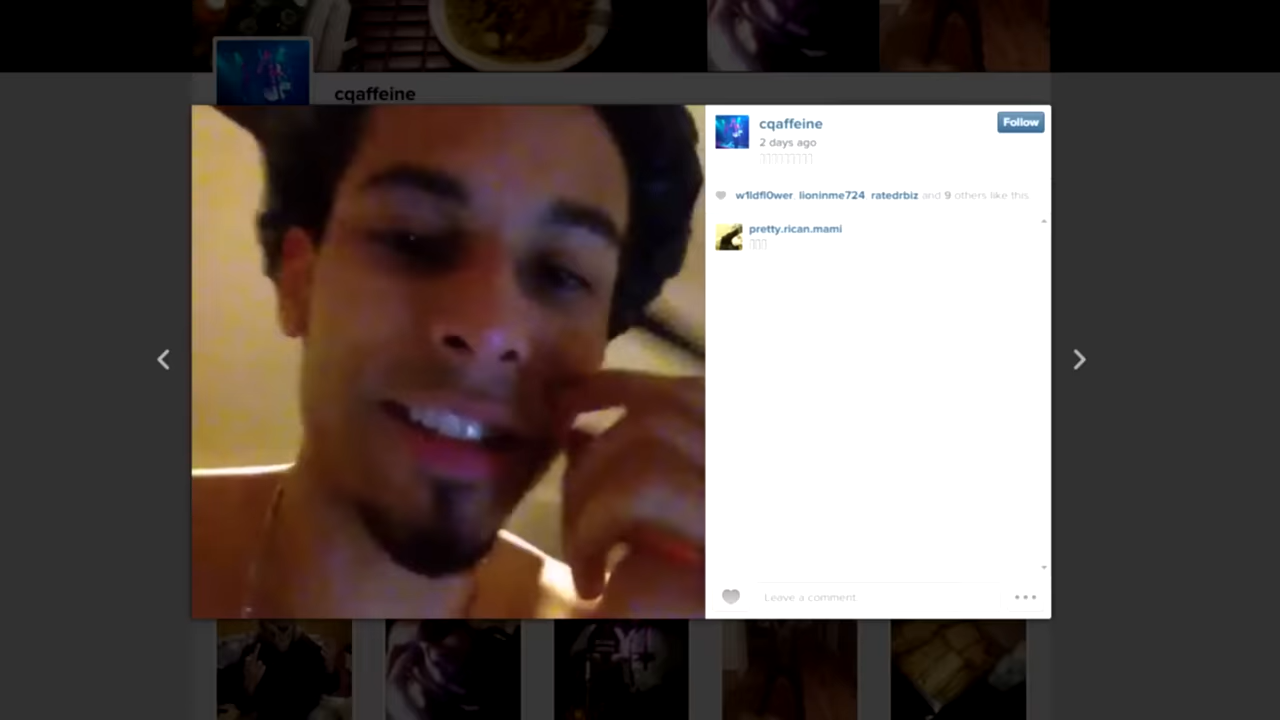 cqaffeine
cqaffeine
Follow
2 days ago
w1ldfl0wer, lioninme724 ratedrbiz and 9 others like this.
pretty.rican.mami
Leave a comment